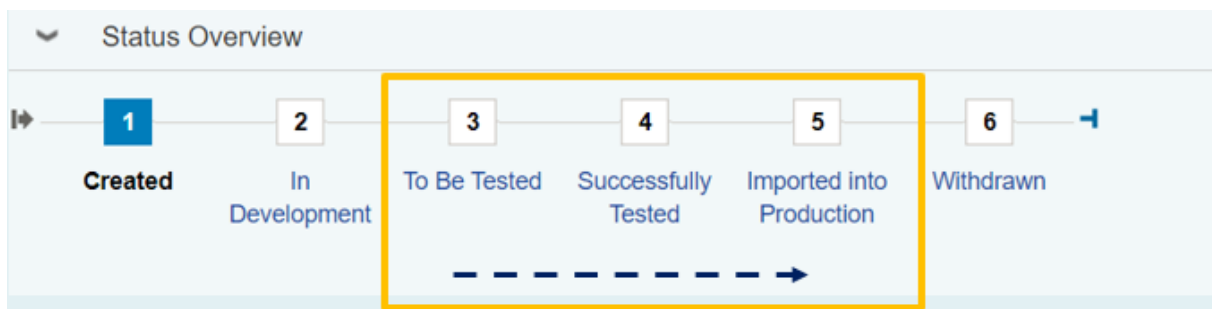 Status Overview
1 2 3 4 5 6
Created In To Be Tested Successfully Imported into Withdrawn
Development Tested Production